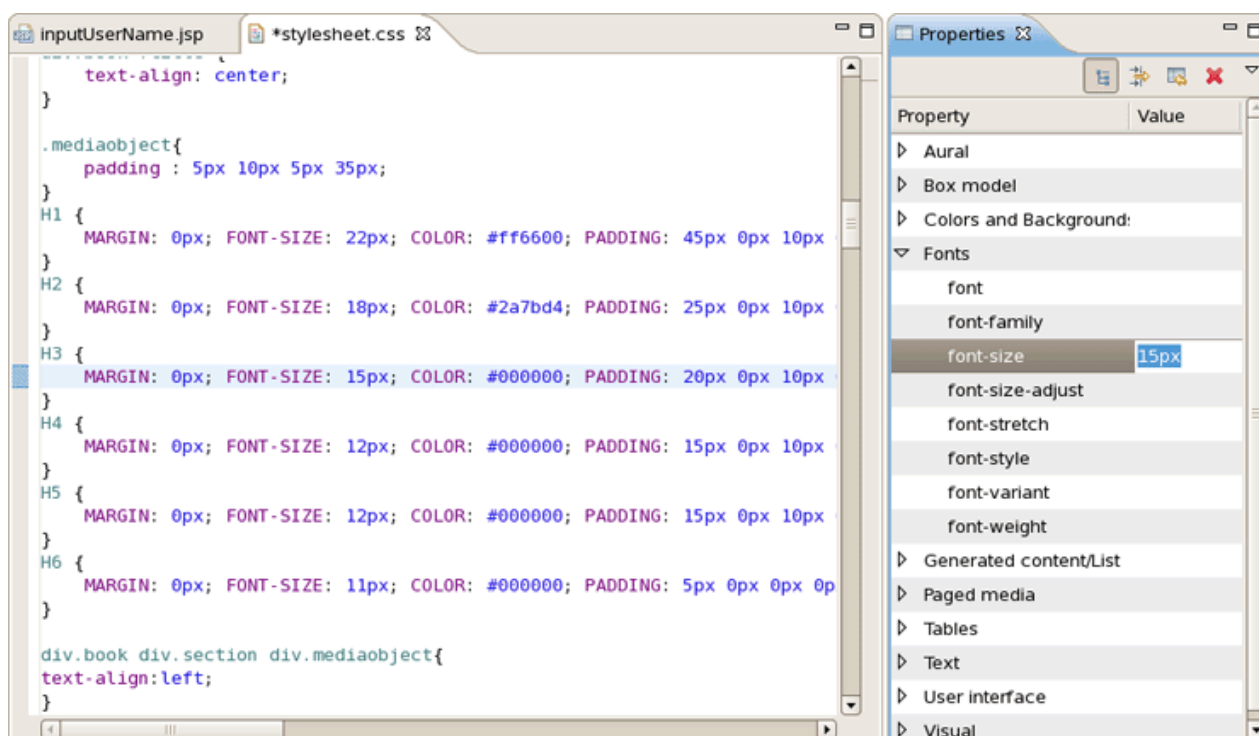 inputUserName.jsp
*stylesheet.css
text-align: center;
}
.mediaobject{
padding : 5px 10px 5px 35px;
}
H1 {
MARGIN: 0px; FONT-SIZE: 22px; COLOR: #ff6600; PADDING: 45px 0px 10px
}
H2 {
MARGIN: 0px; FONT-SIZE: 18px; COLOR: #2a7bd4; PADDING: 25px 0px 10px
}
H3 {
MARGIN: 0px; FONT-SIZE: 15px; COLOR: #000000; PADDING: 20px 0px 10px
}
H4 {
MARGIN: 0px; FONT-SIZE: 12px; COLOR: #000000; PADDING: 15px 0px 10px
}
H5 {
MARGIN: 0px; FONT-SIZE: 12px; COLOR: #000000; PADDING: 15px 0px 10px
}
H6 {
MARGIN: 0px; FONT-SIZE: 11px; COLOR: #000000; PADDING: 5px 0px 0px 0p
}
div.book div.section div.mediaobject{
text-align:left;
}
Properties
Property Value
Aural
Box model
Colors and Backgrounds
Fonts
font
font-family
font-size 15px
font-size-adjust
font-stretch
font-style
font-variant
font-weight
Generated content/List
Paged media
Tables
Text
User interface
Visual